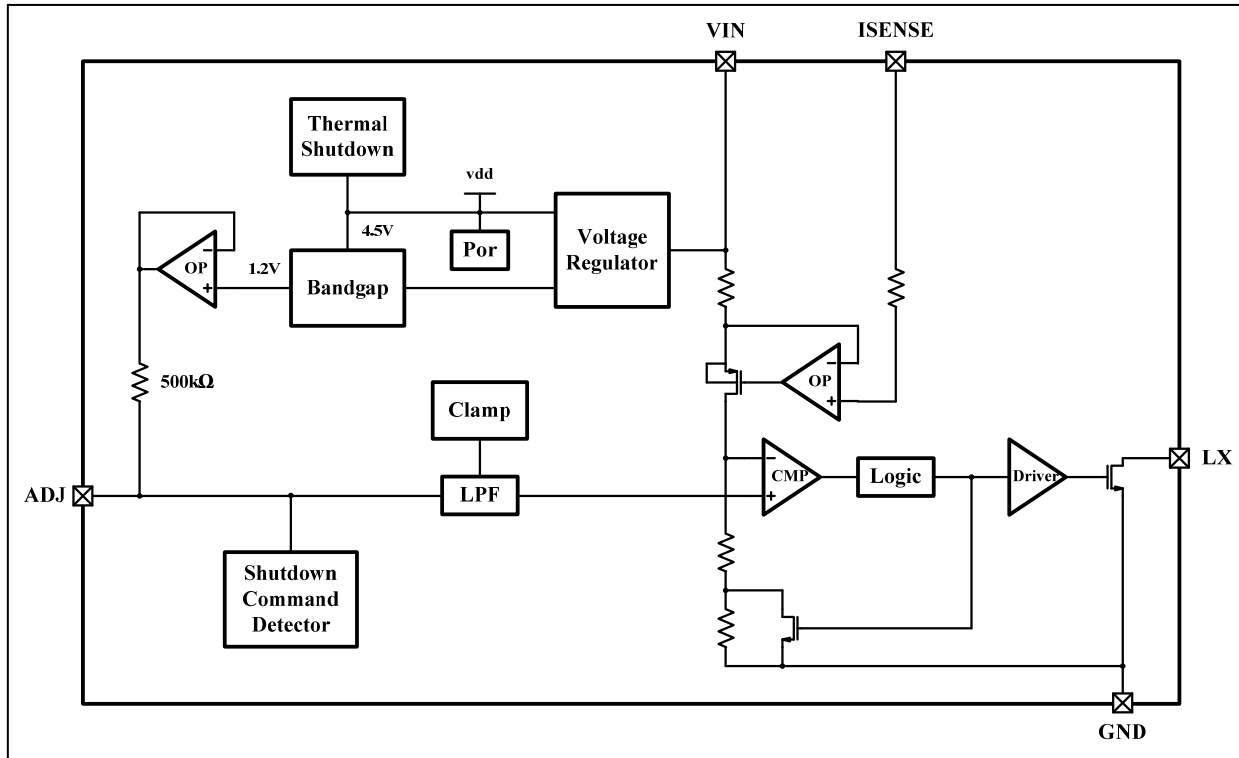 VIN
ISENSE
Thermal
Shutdown
vdd
4.5V
Por
Voltage
Regulator
−
OP
+
1.2V
Bandgap
500kΩ
−
OP
+
Clamp
ADJ
LPF
−
CMP
+
Logic
Driver
LX
Shutdown
Command
Detector
GND